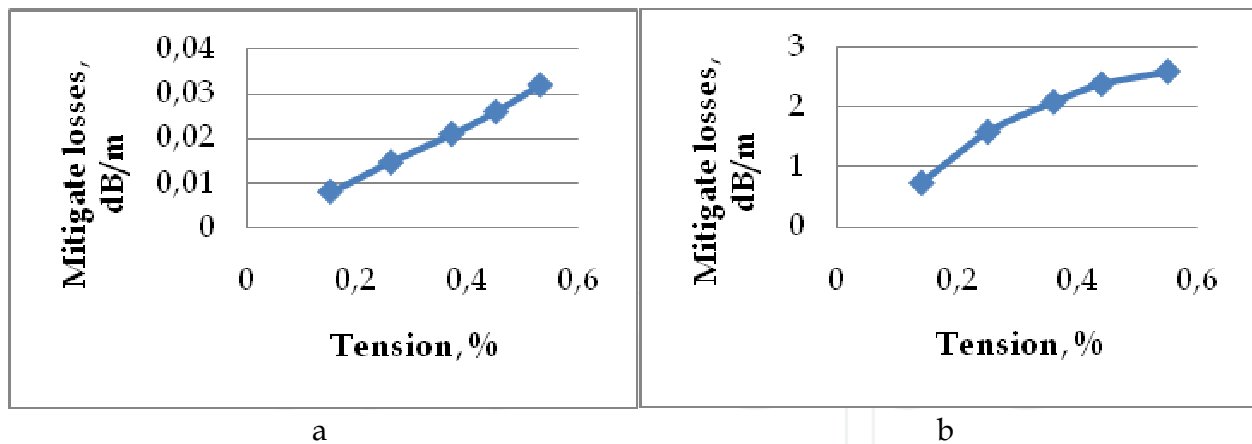 0,04
0,03
0,02
0,01
0
Mitigate losses,
dB/m
0 0,2 0,4 0,6
Tension, %
a
3
2
1
0
Mitigate losses,
dB/m
0 0,2 0,4 0,6
Tension, %
b